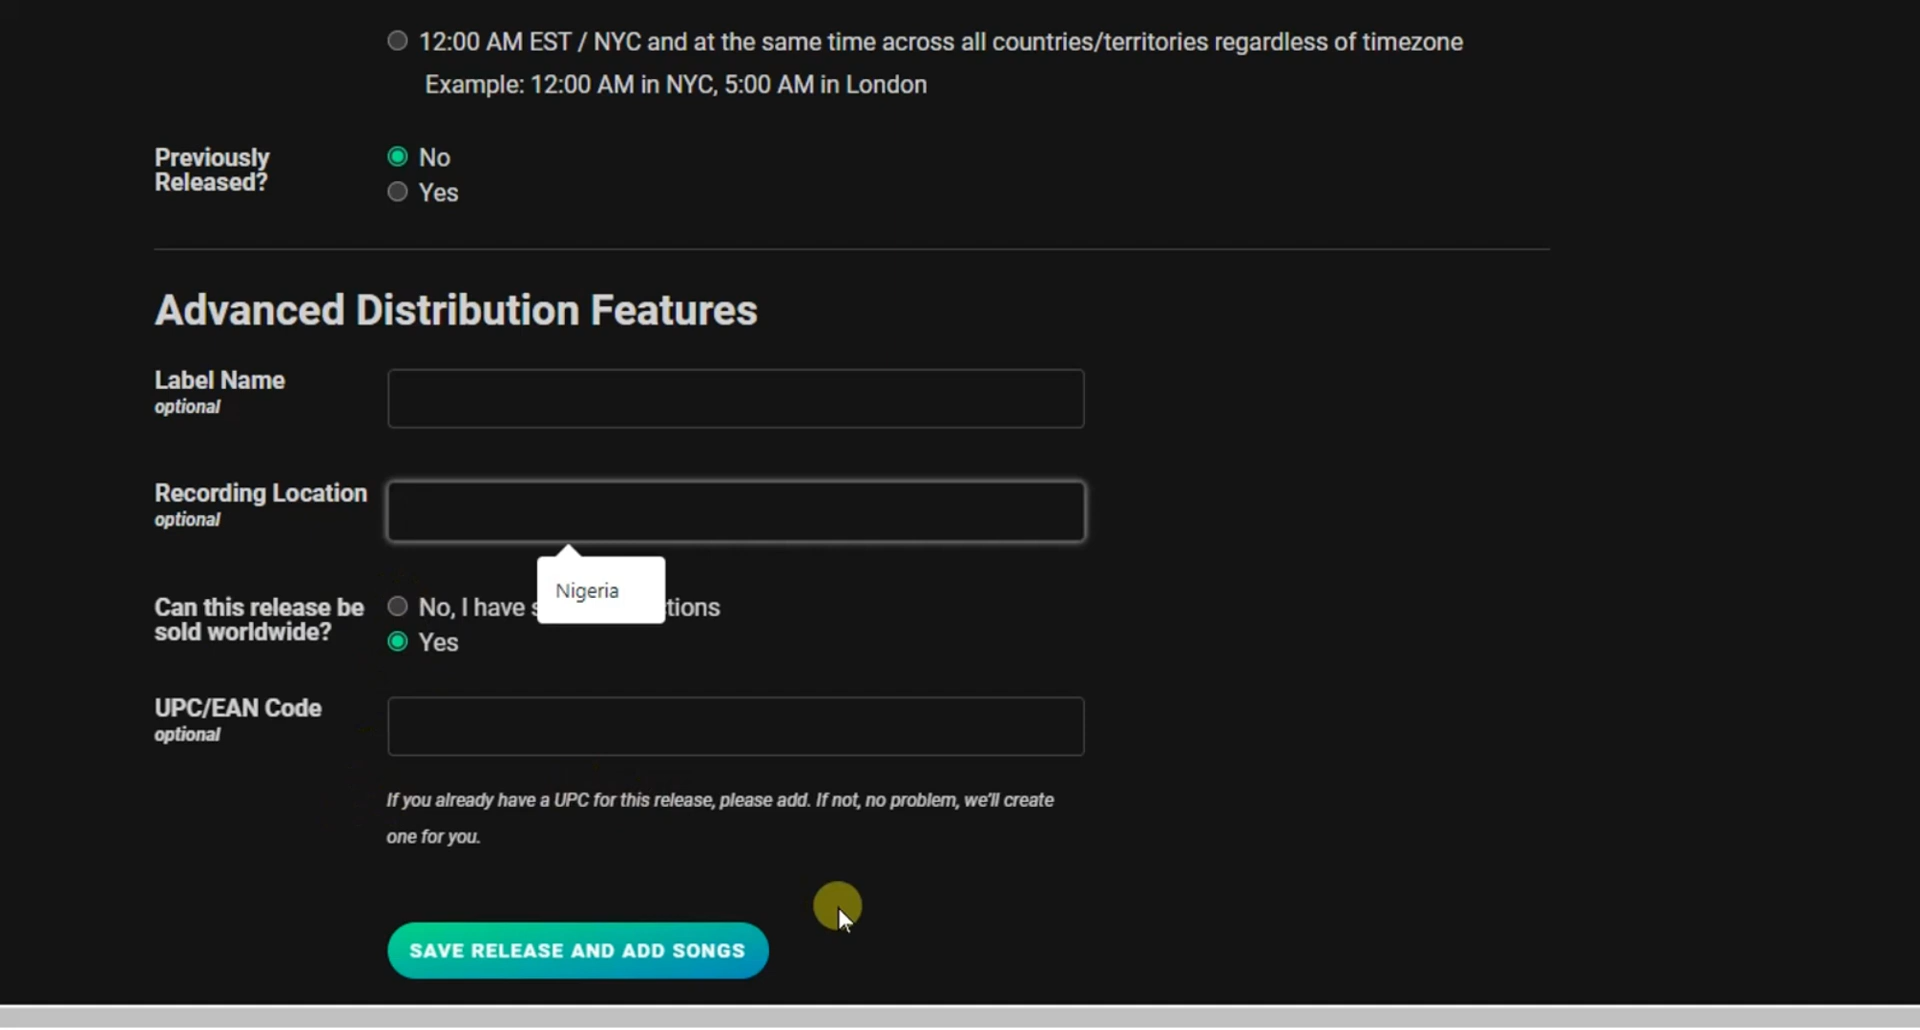 12:00 AM EST / NYC and at the same time across all countries/territories regardless of timezone
Example: 12:00 AM in NYC, 5:00 AM in London
Previously
Released?
No
Yes
Advanced Distribution Features
Label Name
optional
Recording Location
optional
Nigeria
Can this release be
sold worldwide?
No, I have
Yes
UPC/EAN Code
optional
If you already have a UPC for this release, please add. If not, no problem, we'll create
one for you.
SAVE RELEASE AND ADD SONGS